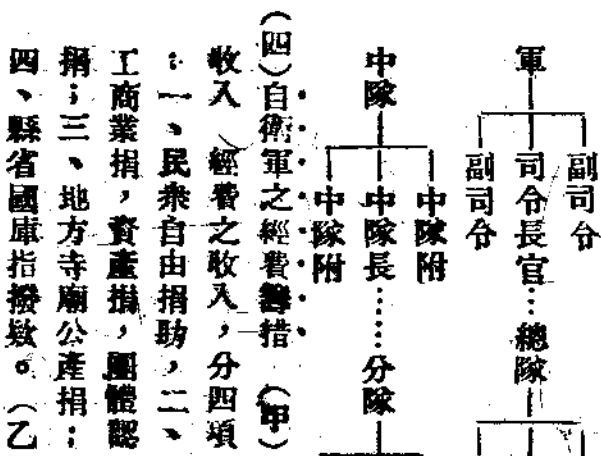 副司令
軍 司令長官…總隊
副司令
中隊附
中隊 中隊長……分隊
中隊附
（四）自衛軍之經費籌措 （甲）
收入 經費之收入，分四項
：一、民衆自由捐助，二、
工商業捐，資產捐，團體認
捐；三、地方寺廟公產捐；
四、縣省國庫指撥欵。（乙